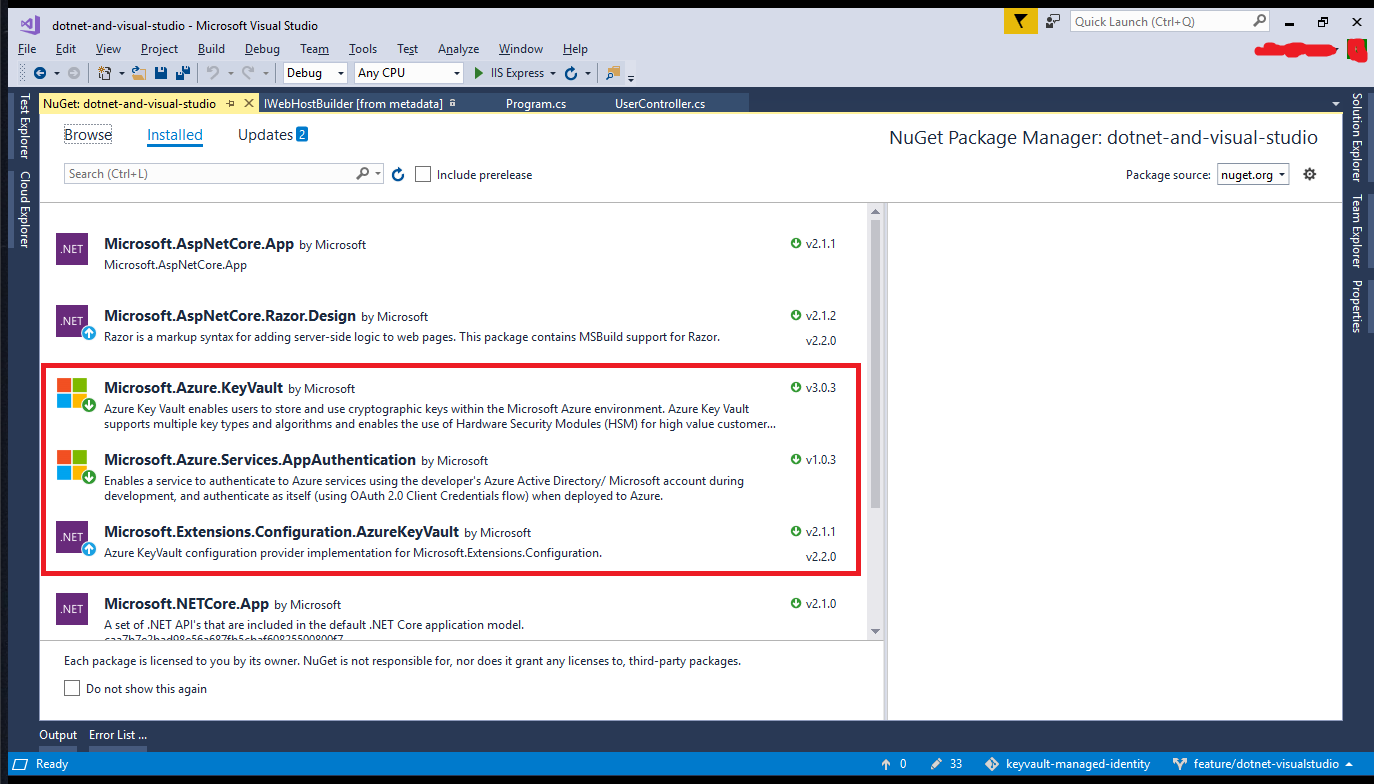 dotnet-and-visual-studio - Microsoft Visual Studio
Quick Launch (Ctrl+Q)
File Edit View Project Build Debug Team Tools Test Analyze Window Help
Debug Any CPU IIS Express
NuGet: dotnet-and-visual-studio IWebHostBuilder [from metadata] Program.cs UserController.cs
Test Explorer
Cloud Explorer
Browse Installed Updates 2
NuGet Package Manager: dotnet-and-visual-studio
Search (Ctrl+L) Include prerelease
Package source: nuget.org
.NET
Microsoft.AspNetCore.App by Microsoft v2.1.1
Microsoft.AspNetCore.App
.NET
Microsoft.AspNetCore.Razor.Design by Microsoft v2.1.2
Razor is a markup syntax for adding server-side logic to web pages. This package contains MSBuild support for Razor. v2.2.0
Microsoft.Azure.KeyVault by Microsoft v3.0.3
Azure Key Vault enables users to store and use cryptographic keys within the Microsoft Azure environment. Azure Key Vault
supports multiple key types and algorithms and enables the use of Hardware Security Modules (HSM) for high value customer...
Microsoft.Azure.Services.AppAuthentication by Microsoft v1.0.3
Enables a service to authenticate to Azure services using the developer's Azure Active Directory/ Microsoft account during
development, and authenticate as itself (using OAuth 2.0 Client Credentials flow) when deployed to Azure.
.NET
Microsoft.Extensions.Configuration.AzureKeyVault by Microsoft v2.1.1
Azure KeyVault configuration provider implementation for Microsoft.Extensions.Configuration. v2.2.0
.NET
Microsoft.NETCore.App by Microsoft v2.1.0
A set of .NET API's that are included in the default .NET Core application model.
Each package is licensed to you by its owner. NuGet is not responsible for, nor does it grant any licenses to, third-party packages.
Do not show this again
Solution Explorer
Team Explorer
Properties
Output Error List ...
Ready 0 33 keyvault-managed-identity feature/dotnet-visualstudio